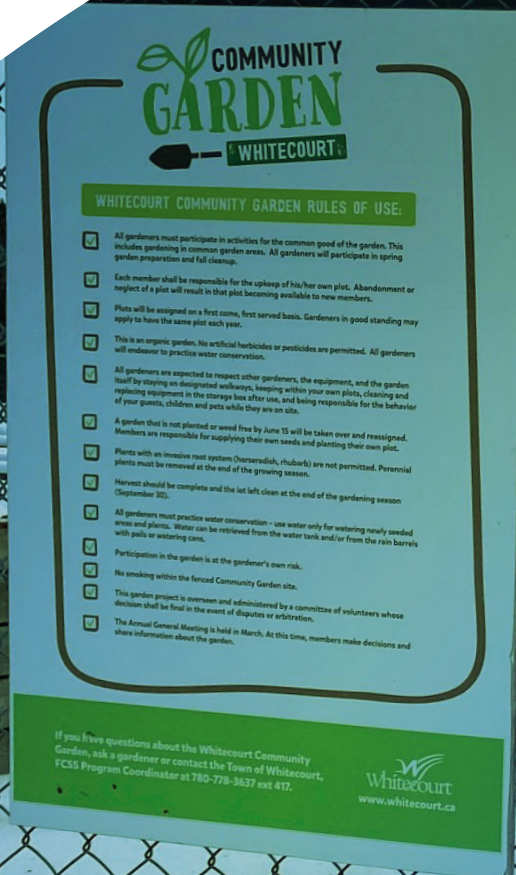 COMMUNITY
GARDEN
WHITECOURT
WHITECOURT COMMUNITY GARDEN RULES OF USE:
All gardeners must participate in activities for the common good of the garden. This
includes gardening in common garden areas. All gardeners will participate in spring
garden preparation and fall cleanup.
Each member shall be responsible for the upkeep of his/her own plot. Abandonment or
neglect of a plot will result in that plot becoming available to new members.
Plots will be assigned on a first come, first served basis. Gardeners in good standing may
apply to have the same plot each year.
This is an organic garden. No artificial herbicides or pesticides are permitted. All gardeners
will endeavor to practice water conservation.
All gardeners are expected to respect other gardeners, the equipment, and the garden
itself by staying on designated walkways, keeping within your own plots, cleaning and
replacing equipment in the storage box after use, and being responsible for the behavior
of your guests, children and pets while they are on site.
A garden that is not planted or weed free by June 15 will be taken over and reassigned.
Members are responsible for supplying their own seeds and planting their own plot.
Plants with an invasive root system (horseradish, rhubarb) are not permitted. Perennial
plants must be removed at the end of the growing season.
Harvest should be complete and the lot left clean at the end of the gardening season
(September 30).
All gardeners must practice water conservation – use water only for watering newly seeded
areas and plants. Water can be retrieved from the water tank and/or from the rain barrels
with pails or watering cans.
Participation in the garden is at the gardener's own risk.
No smoking within the fenced Community Garden site.
This garden project is overseen and administered by a committee of volunteers whose
decision shall be final in the event of disputes or arbitration.
The Annual General Meeting is held in March. At this time, members make decisions and
share information about the garden.
If you have questions about the Whitecourt Community
Garden, ask a gardener or contact the Town of Whitecourt,
FCSS Program Coordinator at 780-778-3637 ext 417.
Whitecourt
www.whitecourt.ca